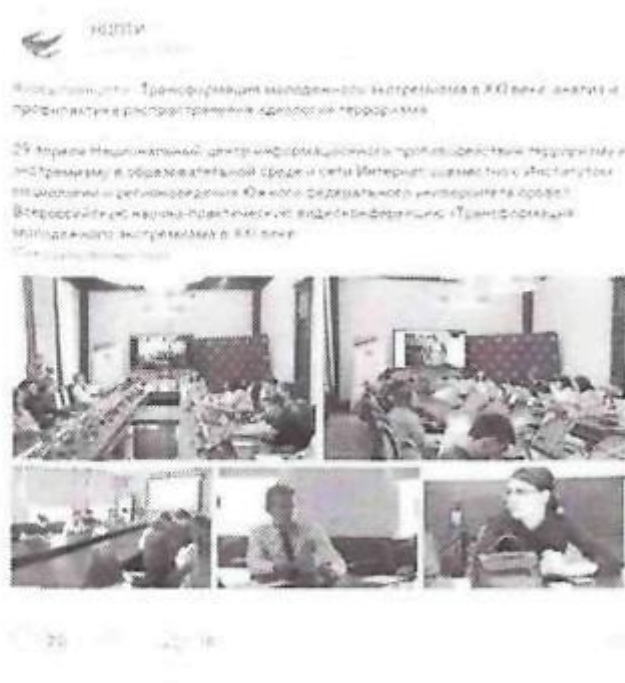 НЦПТИ
Трансформация молодежного экстремизма в XXI веке: анализ и
профилактика распространения идеологии терроризма
29 апреля Национальный центр информационного противодействия терроризму и
экстремизму в образовательной среде и сети Интернет совместно с Институтом
социологии и регионоведения Южного федерального университета провел
Всероссийскую научно-практическую видеоконференцию «Трансформация
молодежного экстремизма в XXI веке
20